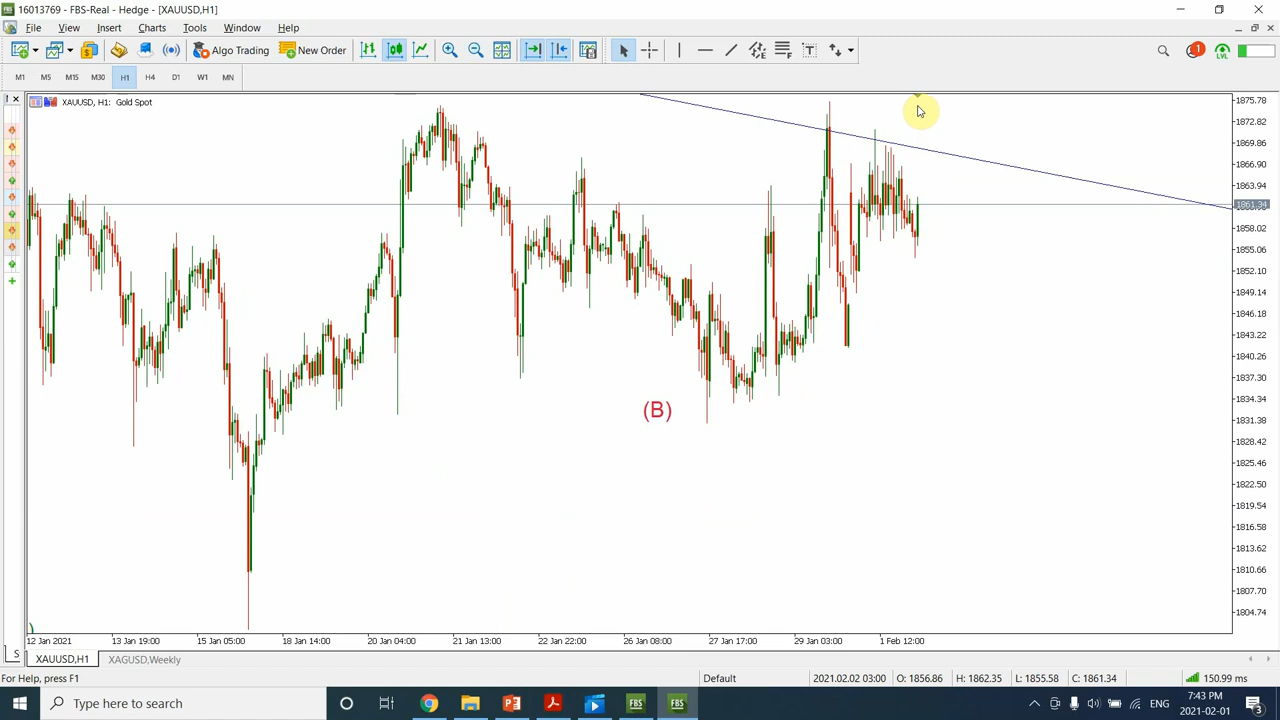 16013769 - FBS-Real - Hedge - [XAUUSD,H1]
File View Insert Charts Tools Window Help
Algo Trading New Order 1 LVL
M1 M5 M15 M30 H1 H4 D1 W1 MN
XAUUSD, H1: Gold Spot
1875.78
1872.82
1869.86
1866.90
1863.94
1861.34
1858.02
1855.06
1852.10
1849.14
1846.18
1843.22
1840.26
1837.30
1834.34
(B)
1831.38
1828.42
1825.46
1822.50
1819.54
1816.58
1813.62
1810.66
1807.70
1804.74
12 Jan 2021 13 Jan 19:00 15 Jan 05:00 18 Jan 14:00 20 Jan 04:00 21 Jan 13:00 22 Jan 22:00 26 Jan 08:00 27 Jan 17:00 29 Jan 03:00 1 Feb 12:00
S XAUUSD,H1 XAGUSD,Weekly
For Help, press F1 Default 2021.02.02 03:00 O: 1856.86 H: 1862.35 L: 1855.58 C: 1861.34 150.99 ms
Type here to search FBS FBS ENG 7:43 PM
2021-02-01 3